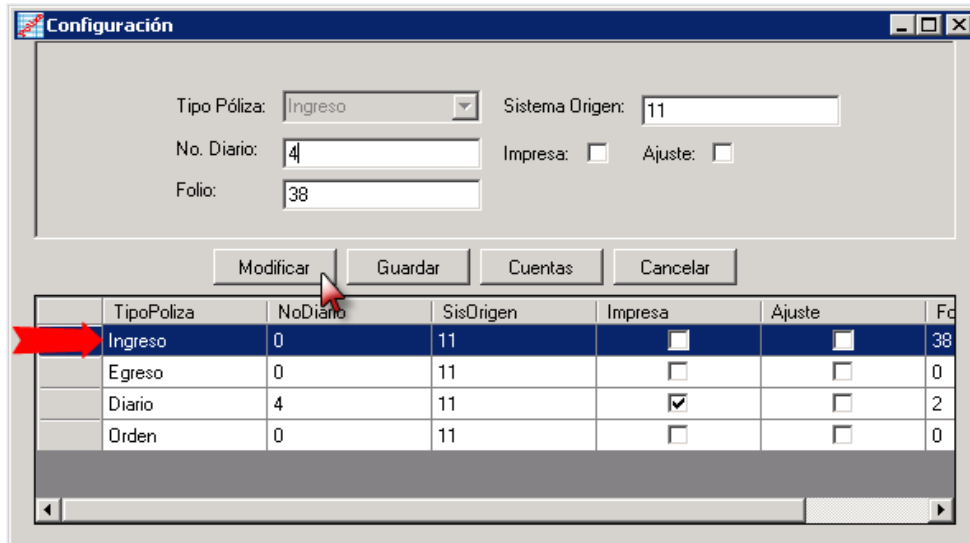 Configuración
Tipo Póliza: Ingreso Sistema Origen: 11
No. Diario: 4 Impresa: Ajuste:
Folio: 38
Modificar Guardar Cuentas Cancelar
TipoPoliza NoDiario SisOrigen Impresa Ajuste Fo
Ingreso 0 11 38
Egreso 0 11 0
Diario 4 11 2
Orden 0 11 0